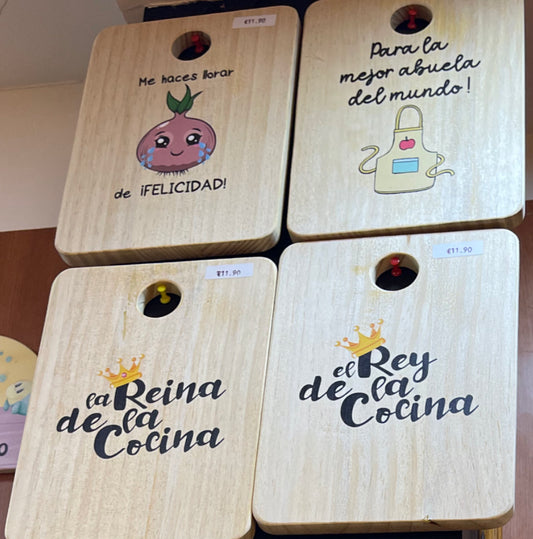 €11.90
Me haces llorar
de ¡FELICIDAD!
Para la
mejor abuela
del mundo!
€11.90
la Reina
de la
Cocina
€11.90
el Rey
de la
Cocina